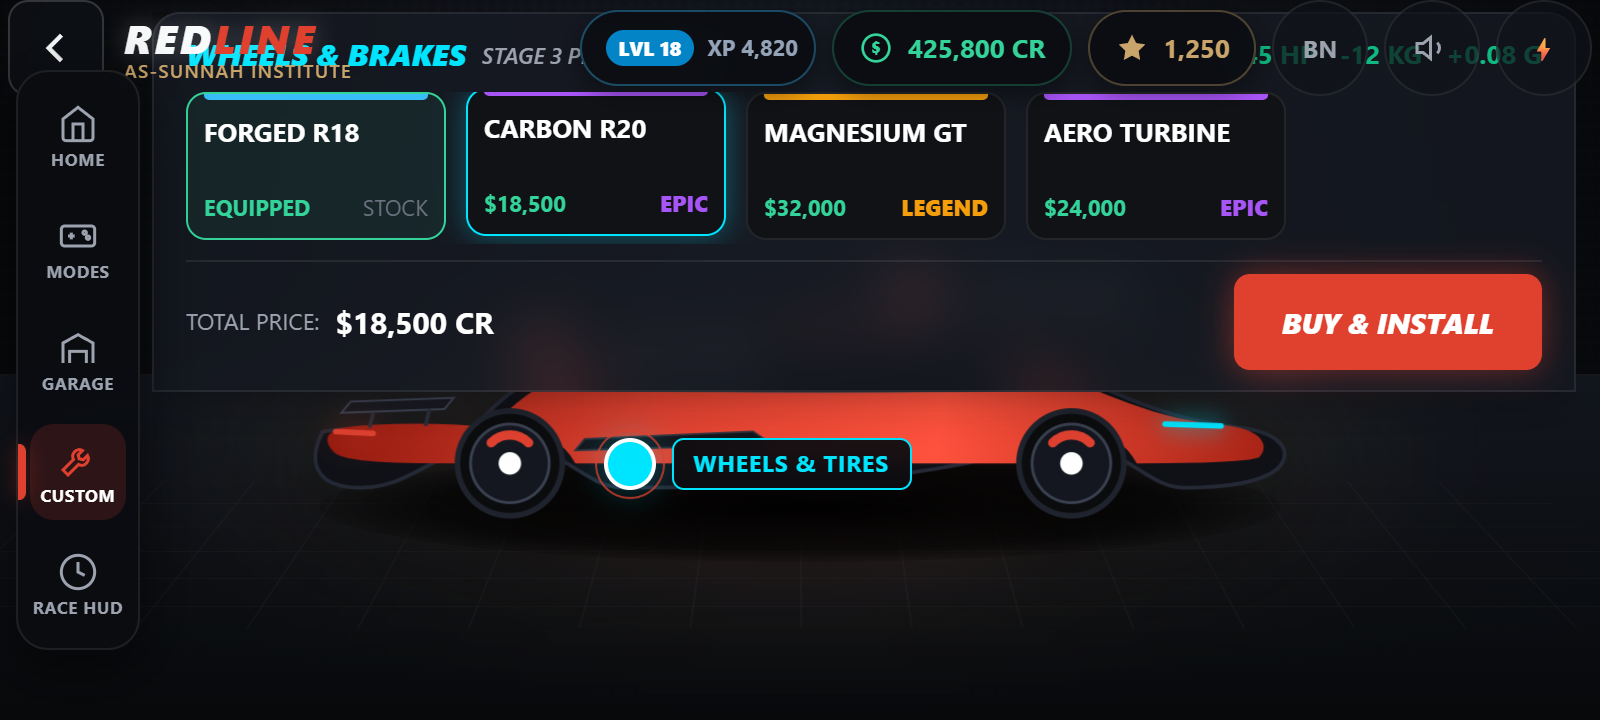 REDLINE
AS-SUNNAH INSTITUTE
WHEELS & BRAKES STAGE 3 P
LVL 18 XP 4,820
$ 425,800 CR
1,250
BN
-12 KG +0.08 G
HOME
MODES
GARAGE
CUSTOM
RACE HUD
FORGED R18
EQUIPPED STOCK
CARBON R20
$18,500 EPIC
MAGNESIUM GT
$32,000 LEGEND
AERO TURBINE
$24,000 EPIC
TOTAL PRICE: $18,500 CR
BUY & INSTALL
WHEELS & TIRES